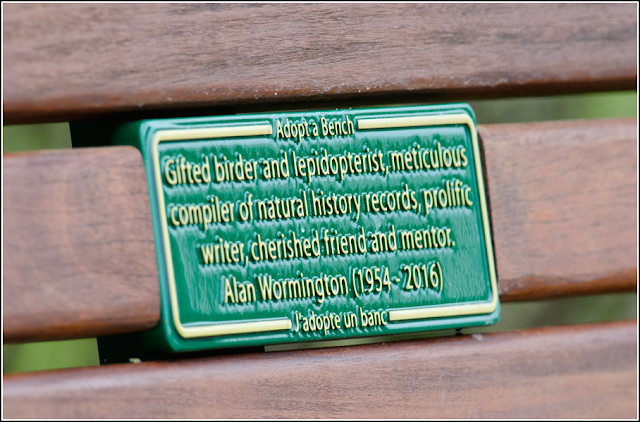 Adopt a Bench
Gifted birder and lepidopterist, meticulous
compiler of natural history records, prolific
writer, cherished friend and mentor.
Alan Wormington (1954 - 2016)
J'adopte un banc